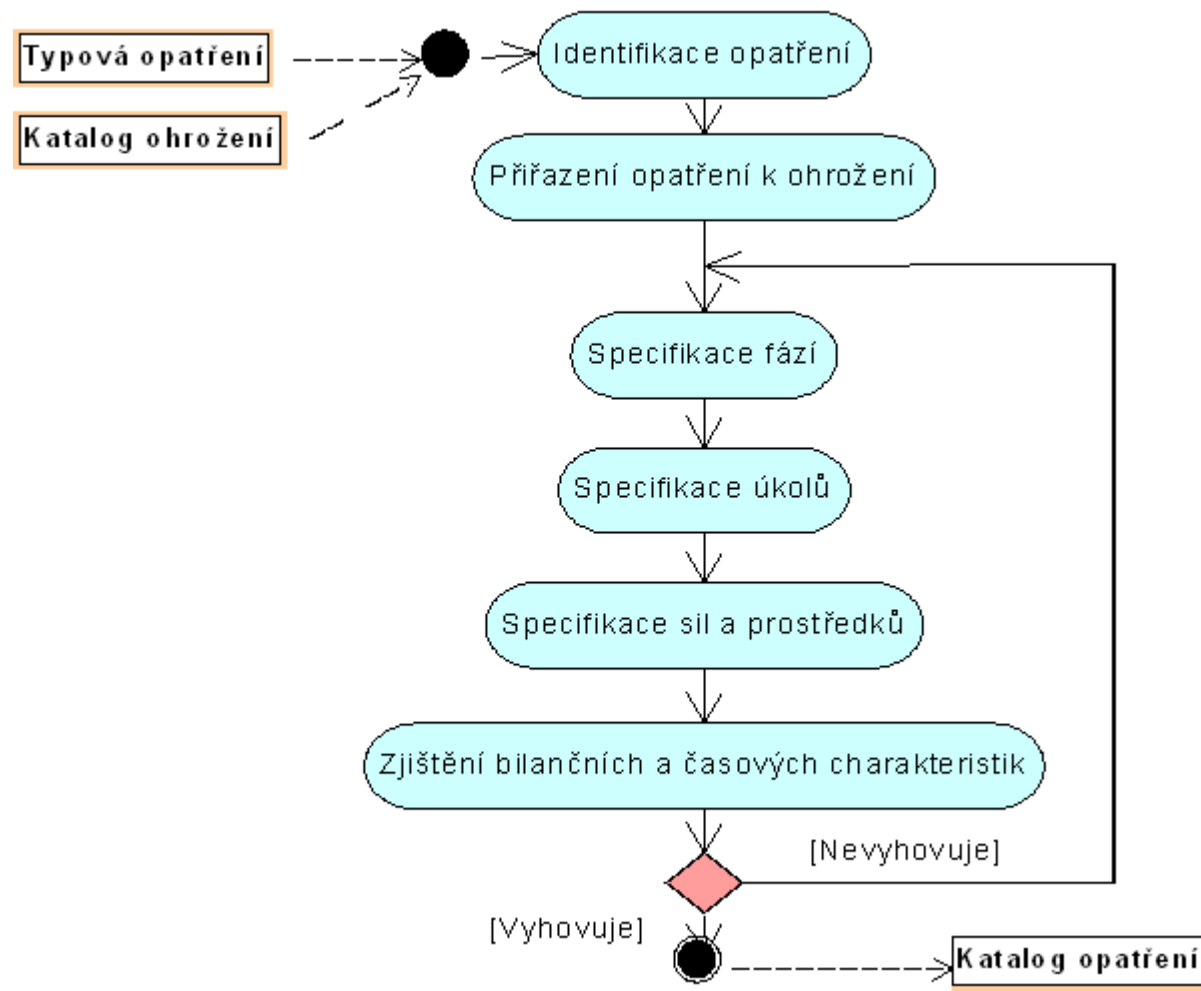 Typová opatření
Identifikace opatření
Katalog ohrožení
Přiřazení opatření k ohrožení
Specifikace fází
Specifikace úkolů
Specifikace sil a prostředků
Zjištění bilančních a časových charakteristik
[Nevyhovuje]
[Vyhovuje]
Katalog opatření